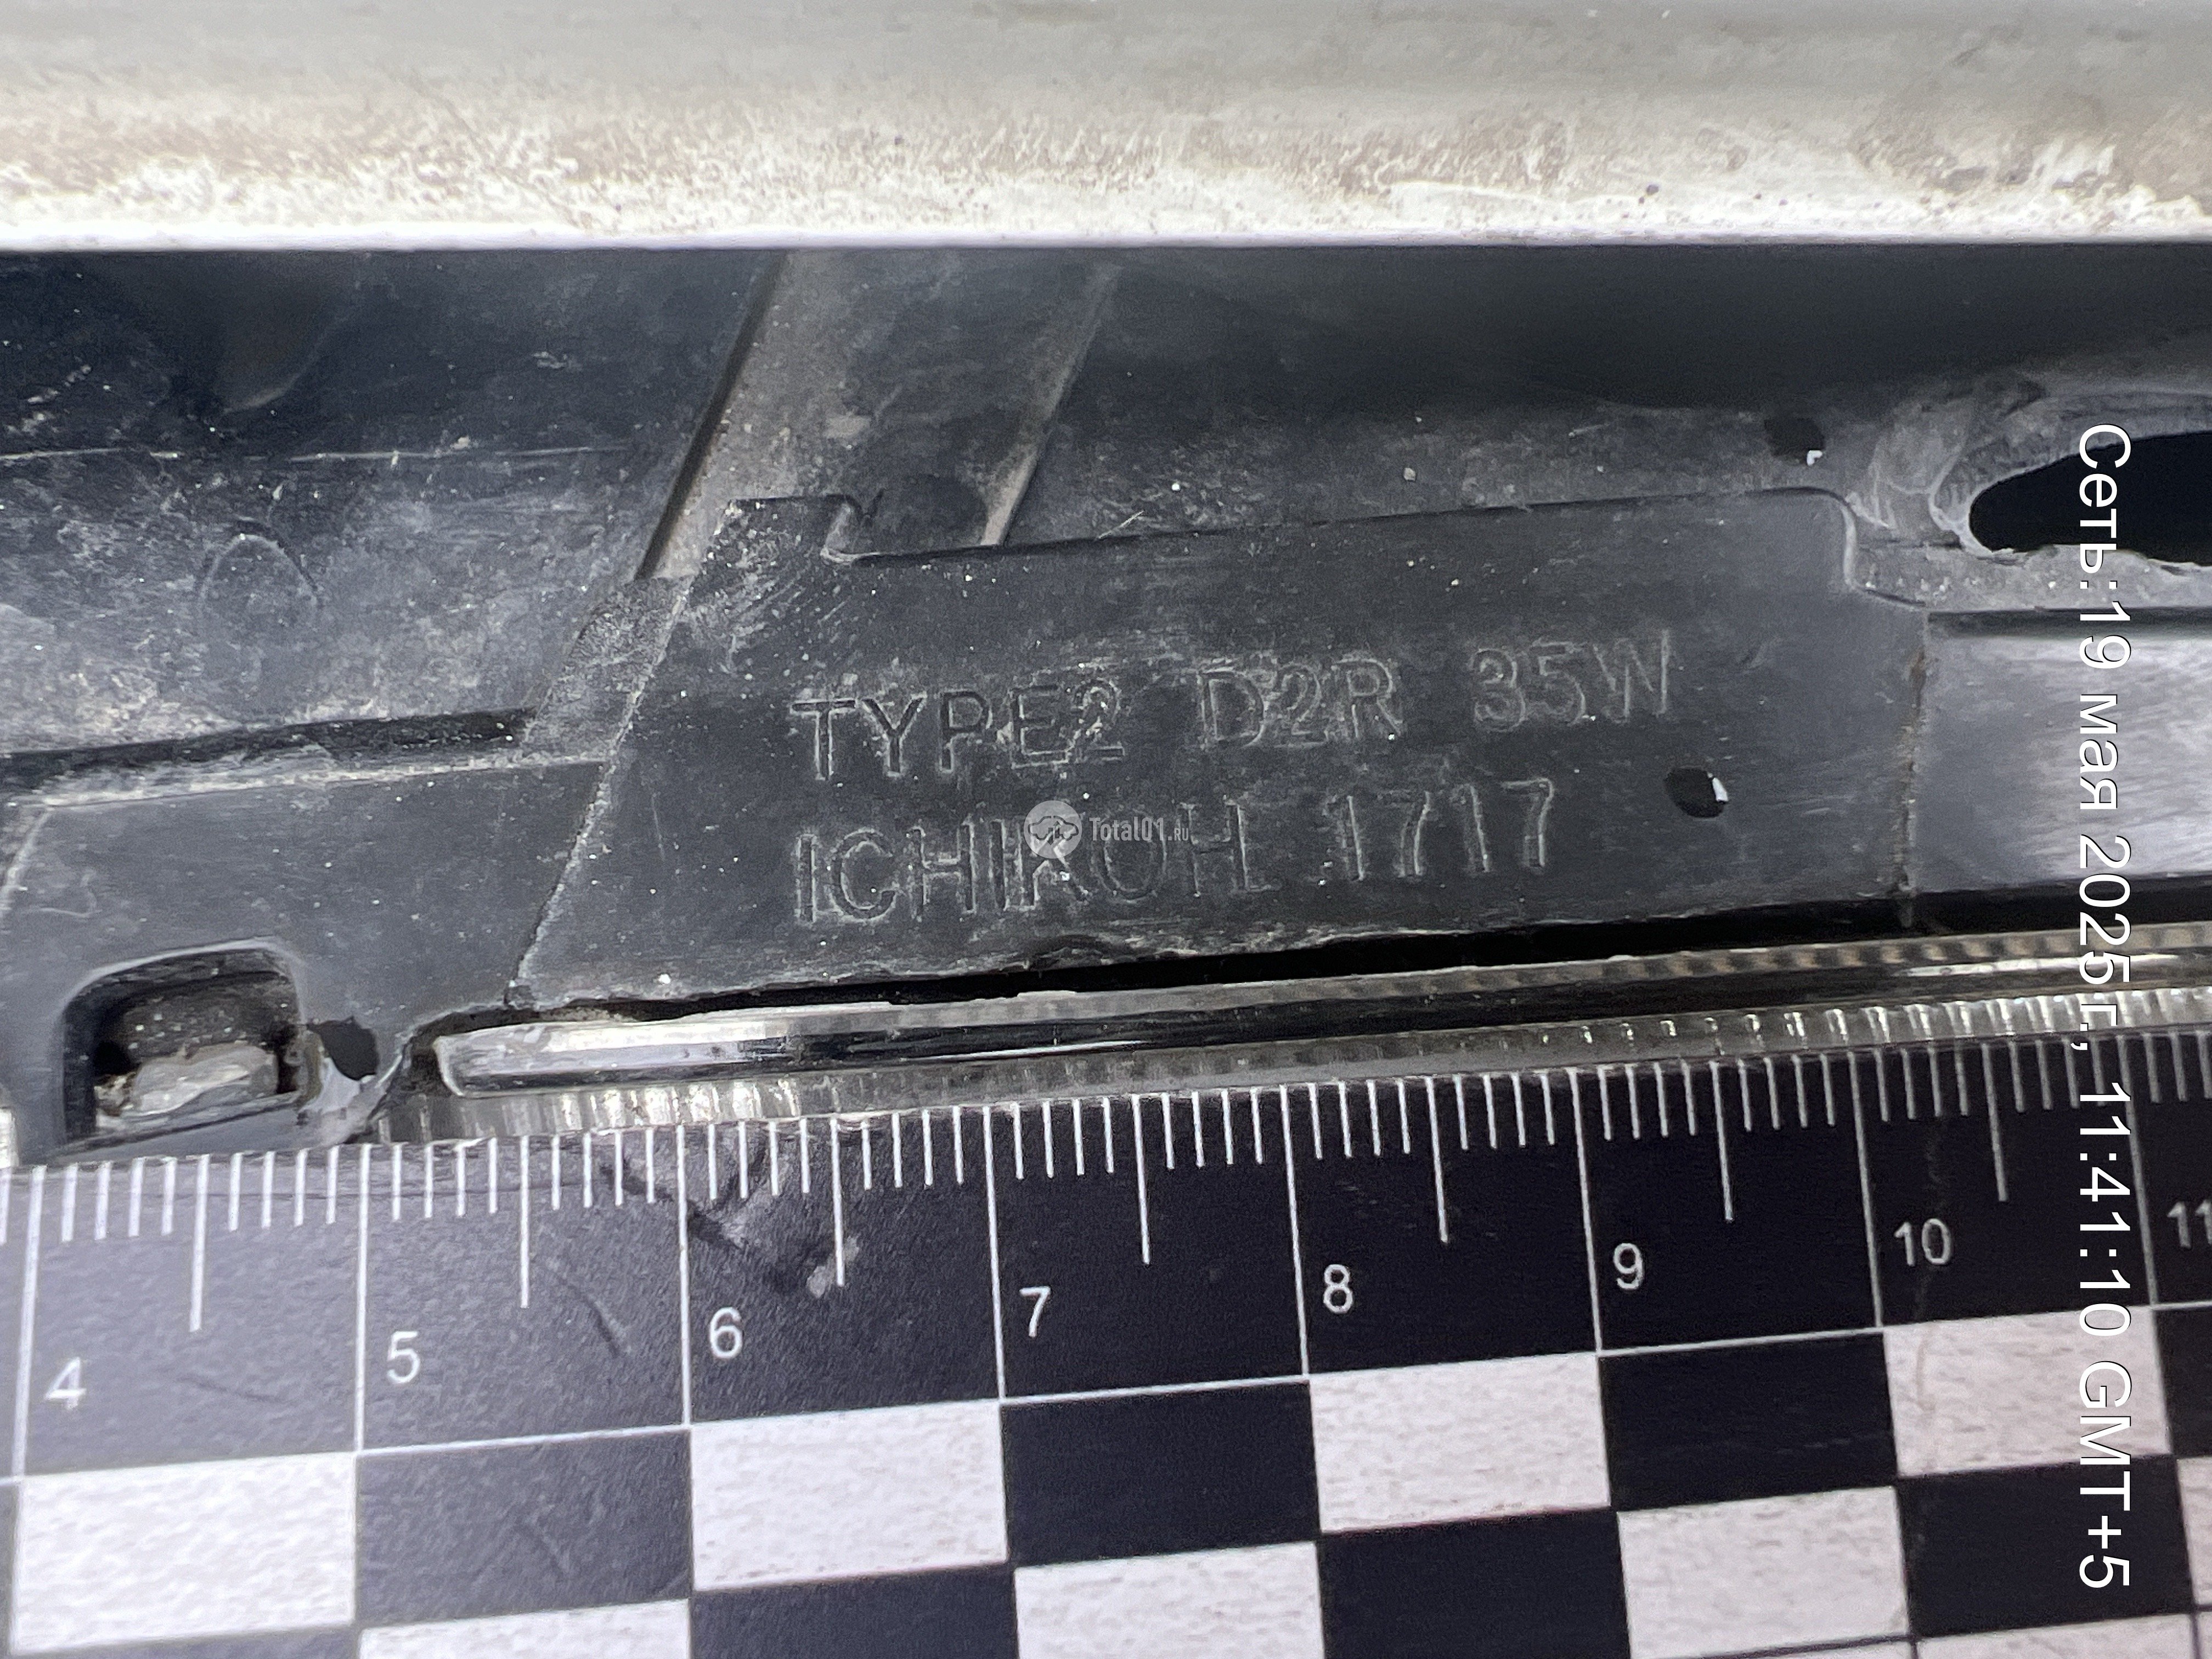 TYPE2 D2R 35W
ICHIKOH 1717
Total01.RU
4 5 6 7 8 9 10 11
Сеть:19 мая 2025г., 11:41:10 GMT+5